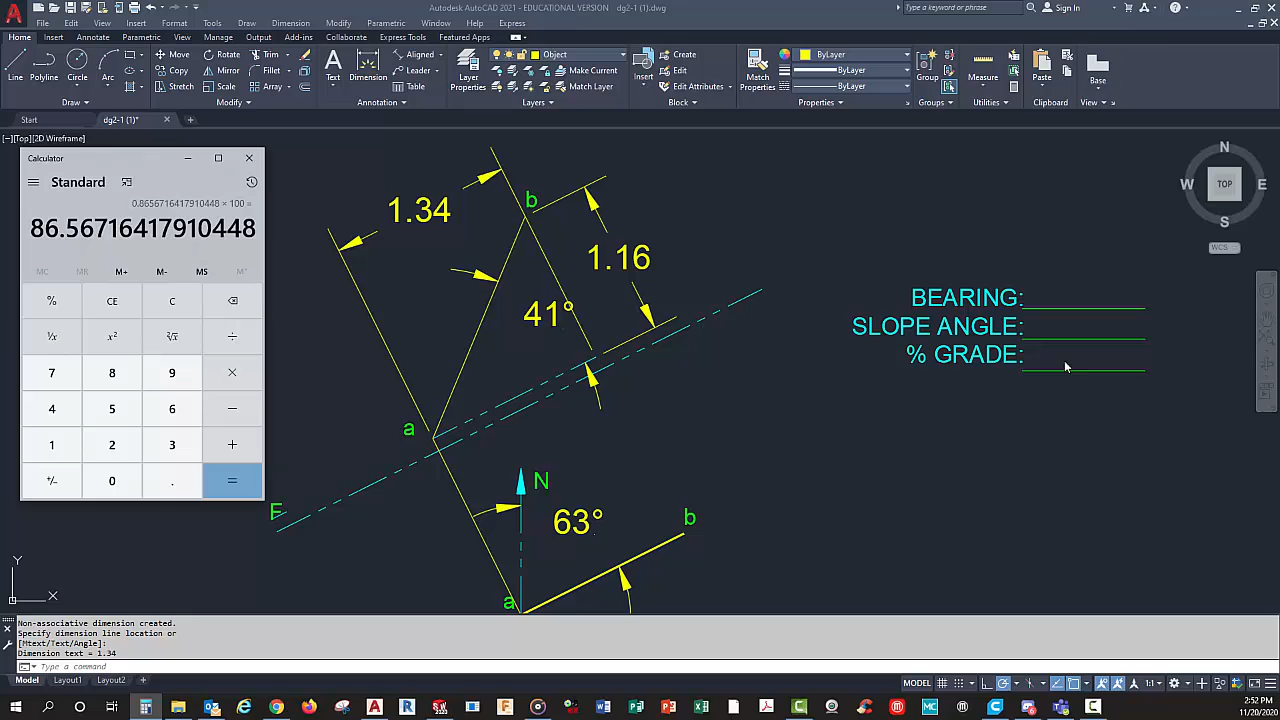 Autodesk AutoCAD 2021 - EDUCATIONAL VERSION dg2-1 (1).dwg
Type a keyword or phrase
Sign In
File Edit View Insert Format Tools Draw Dimension Modify Parametric Window Help Express
Home Insert Annotate Parametric View Manage Output Add-ins Collaborate Express Tools Featured Apps
Line Polyline Circle Arc
Move Rotate Trim
Copy Mirror Fillet
Stretch Scale Array
Text Dimension
Aligned
Leader
Table
Layer Properties
Object
Make Current
Match Layer
Insert
Create
Edit
Edit Attributes
Match Properties
ByLayer
ByLayer
ByLayer
Group
Measure
Paste
Base
Draw Modify Annotation Layers Block Properties Groups Utilities Clipboard View
Start dg2-1 (1)*
[−][Top][2D Wireframe]
Calculator
Standard
0.8656716417910448 × 100 =
86.56716417910448
MC MR M+ M- MS M˅
% CE C
¹/x x² ²√x ÷
7 8 9 ×
4 5 6 −
1 2 3 +
+/- 0 . =
1.34
b
1.16
41°
a
F
N
63°
b
a
BEARING:
SLOPE ANGLE:
% GRADE:
N
W TOP E
S
WCS
Y
X
Non-associative dimension created.
Specify dimension line location or
[Mtext/Text/Angle]:
Dimension text = 1.34
Type a command
Model Layout1 Layout2 +
MODEL
1:1
2:52 PM
11/20/2020